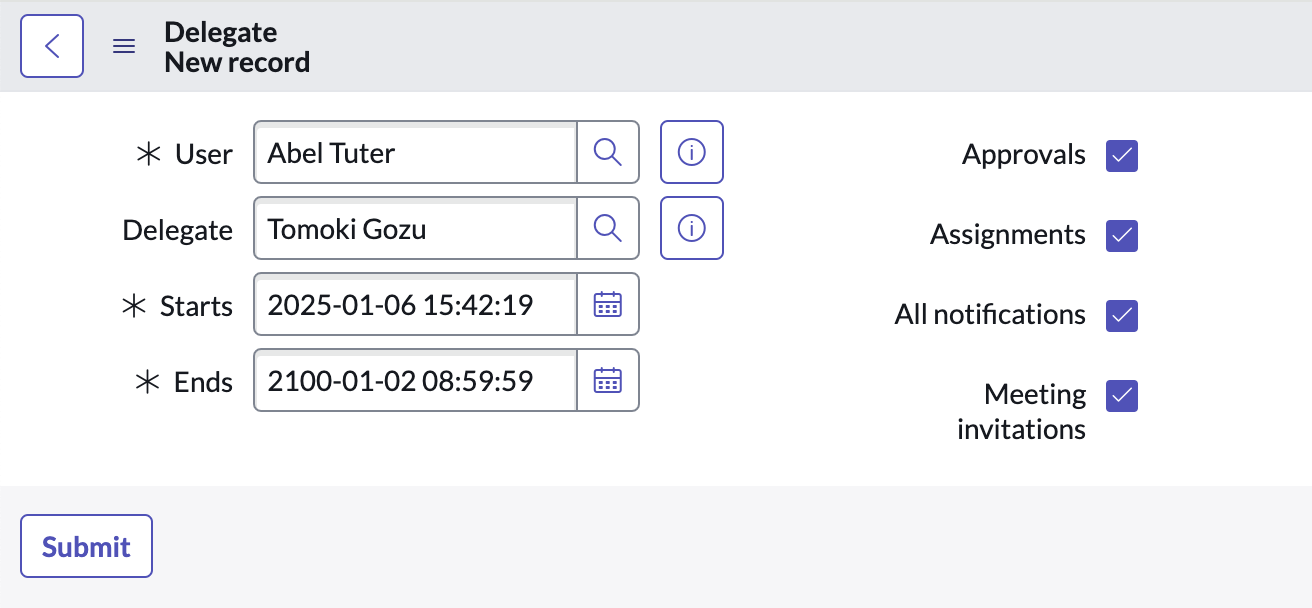 Delegate
New record
User
Abel Tuter
Delegate
Tomoki Gozu
Starts
2025-01-06 15:42:19
Ends
2100-01-02 08:59:59
Approvals
Assignments
All notifications
Meeting
invitations
Submit